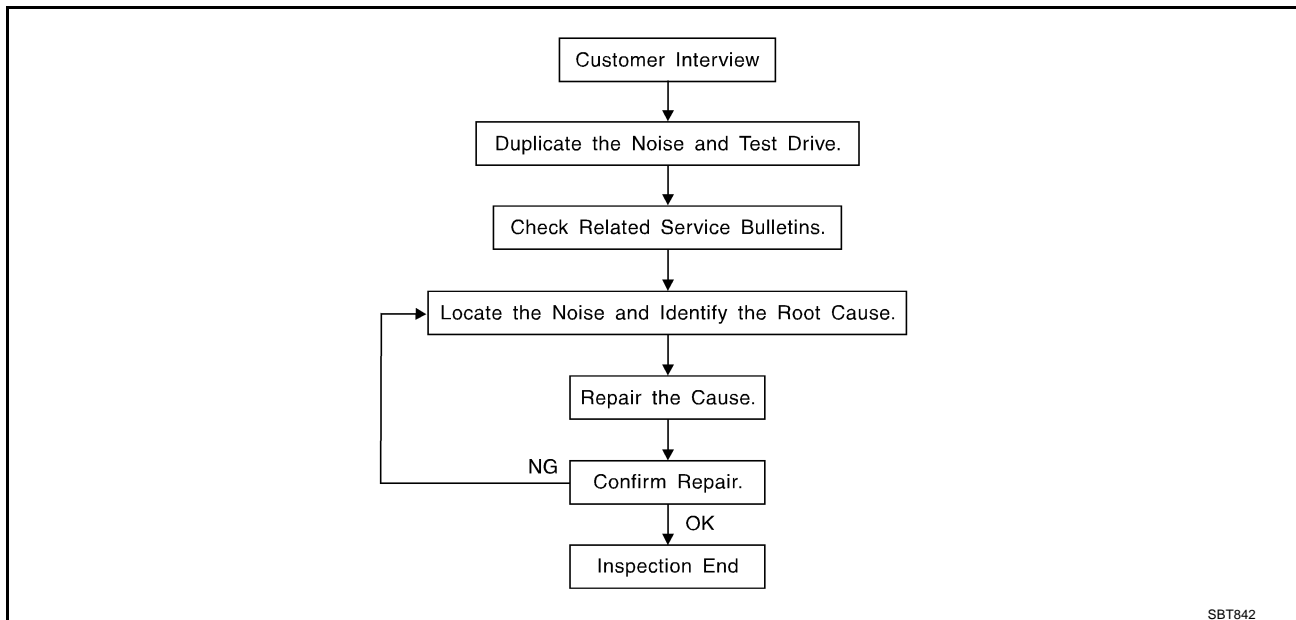 Customer Interview
Duplicate the Noise and Test Drive.
Check Related Service Bulletins.
Locate the Noise and Identify the Root Cause.
Repair the Cause.
NG
Confirm Repair.
OK
Inspection End
SBT842